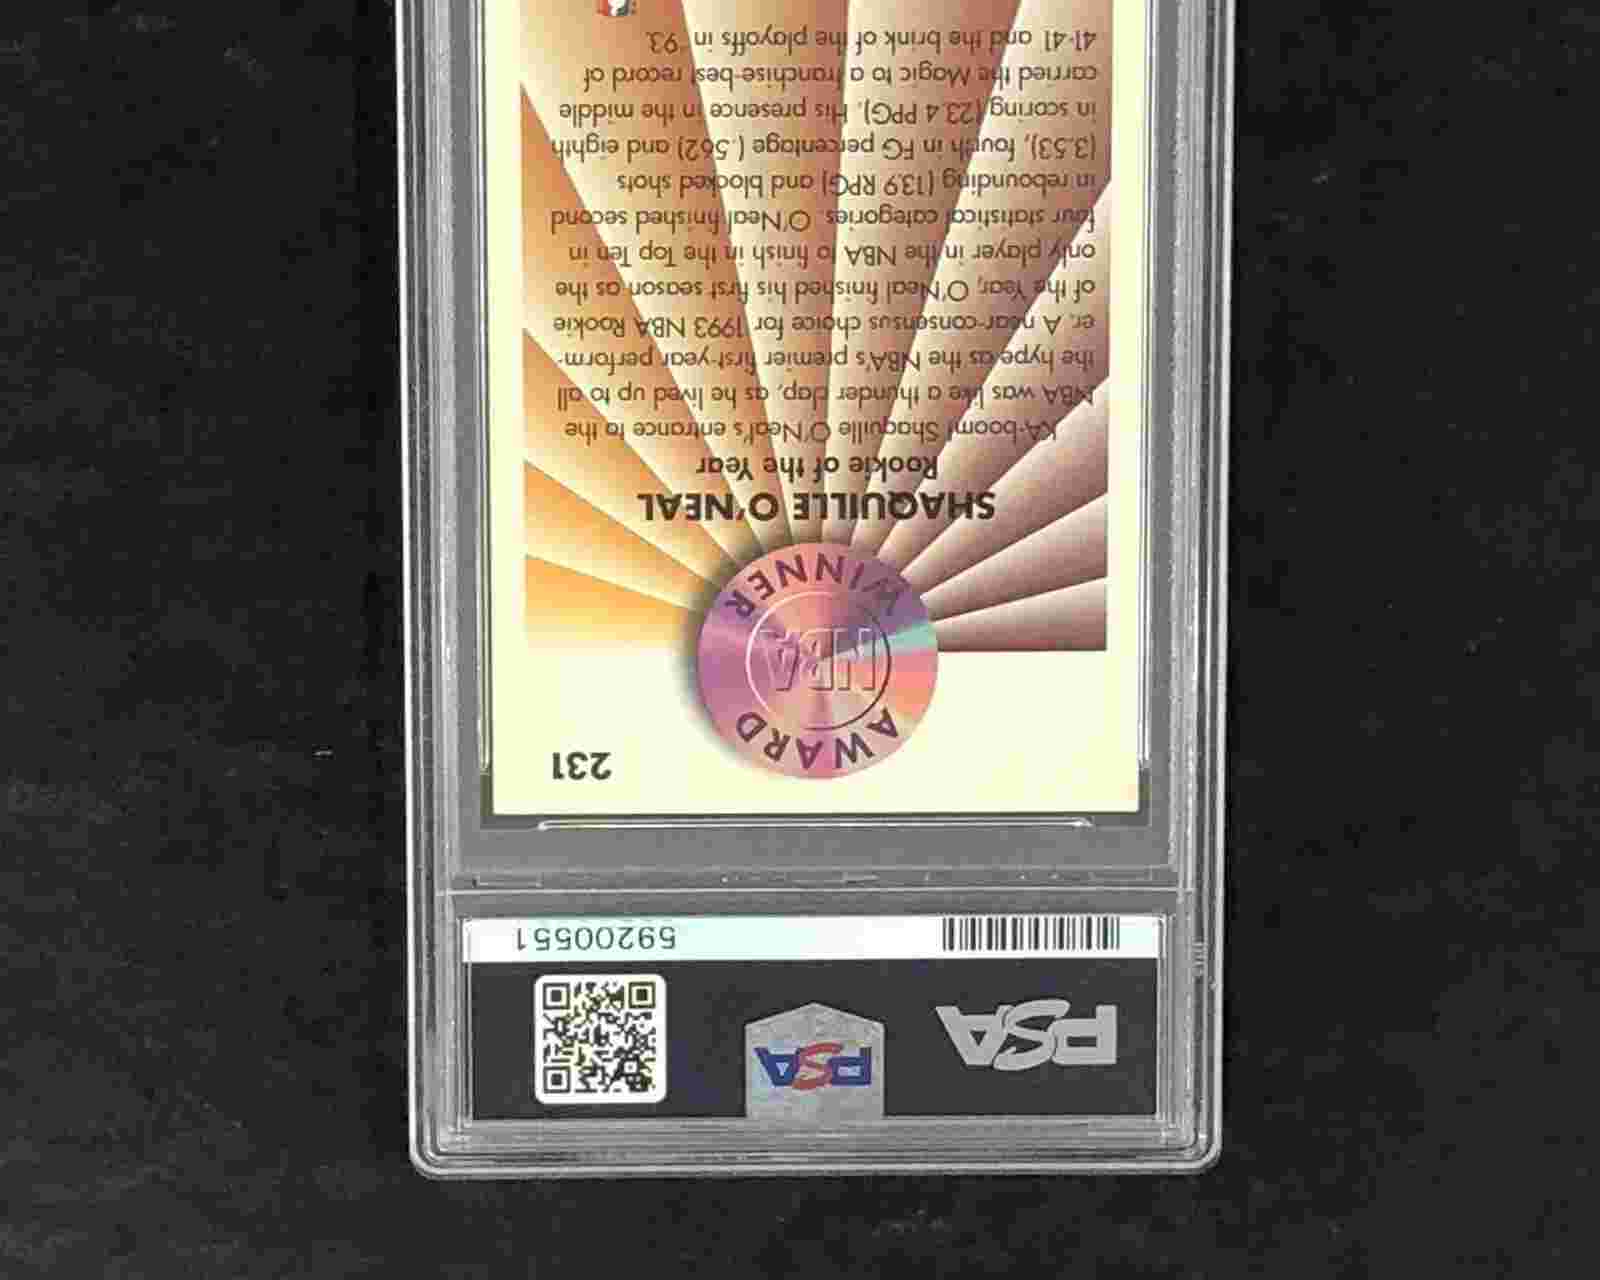 PSA
PSA
59200551
231
NBA AWARD WINNER
SHAQUILLE O'NEAL
Rookie of the Year
KA-boom! Shaquille O'Neal's entrance to the
NBA was like a thunder clap, as he lived up to all
the hype as the NBA's premier first-year perform-
er. A near-consensus choice for 1993 NBA Rookie
of the Year, O'Neal finished his first season as the
only player in the NBA to finish in the Top Ten in
four statistical categories. O'Neal finished second
in rebounding (13.9 RPG) and blocked shots
(3.53), fourth in FG percentage (.562) and eighth
in scoring (23.4 PPG). His presence in the middle
carried the Magic to a franchise-best record of
41-41 and the brink of the playoffs in '93.